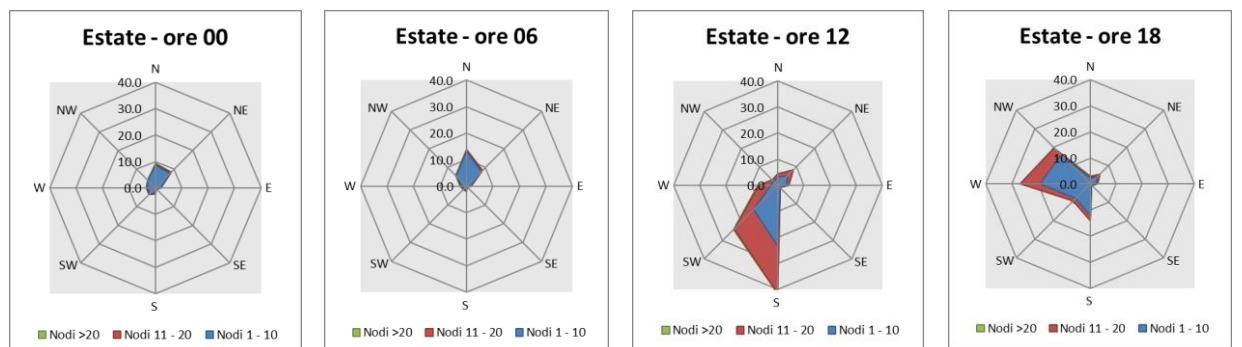 Estate - ore 00
N
40.0
NW
30.0
NE
20.0
10.0
W
0.0
E
SW
SE
S
Nodi >20 Nodi 11 - 20 Nodi 1 - 10
Estate - ore 06
N
40.0
NW
30.0
NE
20.0
10.0
W
0.0
E
SW
SE
S
Nodi >20 Nodi 11 - 20 Nodi 1 - 10
Estate - ore 12
N
40.0
NW
30.0
NE
20.0
10.0
W
0.0
E
SW
SE
S
Nodi >20 Nodi 11 - 20 Nodi 1 - 10
Estate - ore 18
N
40.0
NW
30.0
NE
20.0
10.0
W
0.0
E
SW
SE
S
Nodi >20 Nodi 11 - 20 Nodi 1 - 10